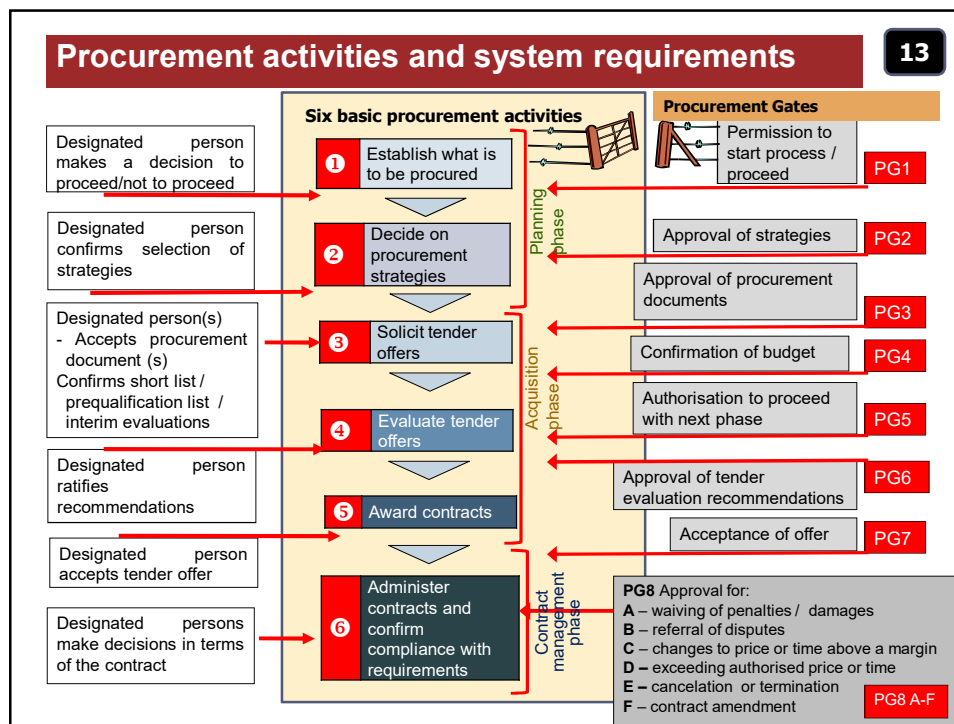 Procurement activities and system requirements
13
Six basic procurement activities
Procurement Gates
Designated person
makes a decision to
proceed/not to proceed
Designated person
confirms selection of
strategies
Designated person(s)
- Accepts procurement
document (s)
Confirms short list /
prequalification list /
interim evaluations
Designated person
ratifies
recommendations
Designated person
accepts tender offer
Designated persons
make decisions in terms
of the contract
❶
Establish what is
to be procured
❷
Decide on
procurement
strategies
❸
Solicit tender
offers
❹
Evaluate tender
offers
❺
Award contracts
❻
Administer
contracts and
confirm
compliance with
requirements
Planning
phase
Acquisition
phase
Contract
management
phase
Permission to
start process /
proceed
PG1
Approval of strategies
PG2
Approval of procurement
documents
PG3
Confirmation of budget
PG4
Authorisation to proceed
with next phase
PG5
Approval of tender
evaluation recommendations
PG6
Acceptance of offer
PG7
PG8 Approval for:
A – waiving of penalties / damages
B – referral of disputes
C – changes to price or time above a margin
D – exceeding authorised price or time
E – cancelation or termination
F – contract amendment
PG8 A-F